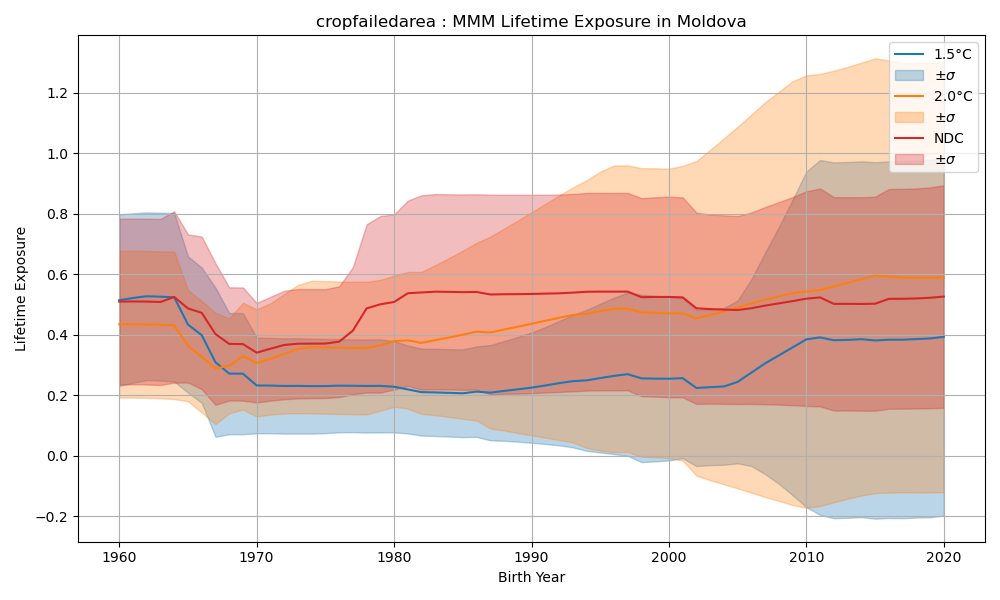 cropfailedarea : MMM Lifetime Exposure in Moldova
1.5°C
±σ
2.0°C
±σ
NDC
±σ
Lifetime Exposure
1.2
1.0
0.8
0.6
0.4
0.2
0.0
−0.2
1960 1970 1980 1990 2000 2010 2020
Birth Year